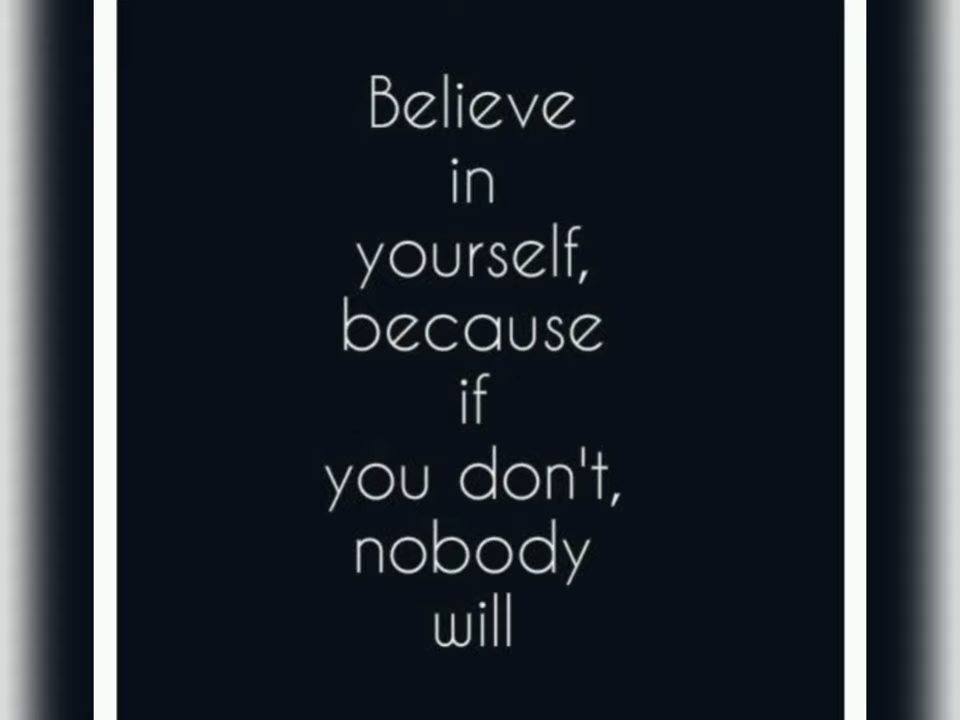 Believe
in
yourself,
because
if
you don't,
nobody
will